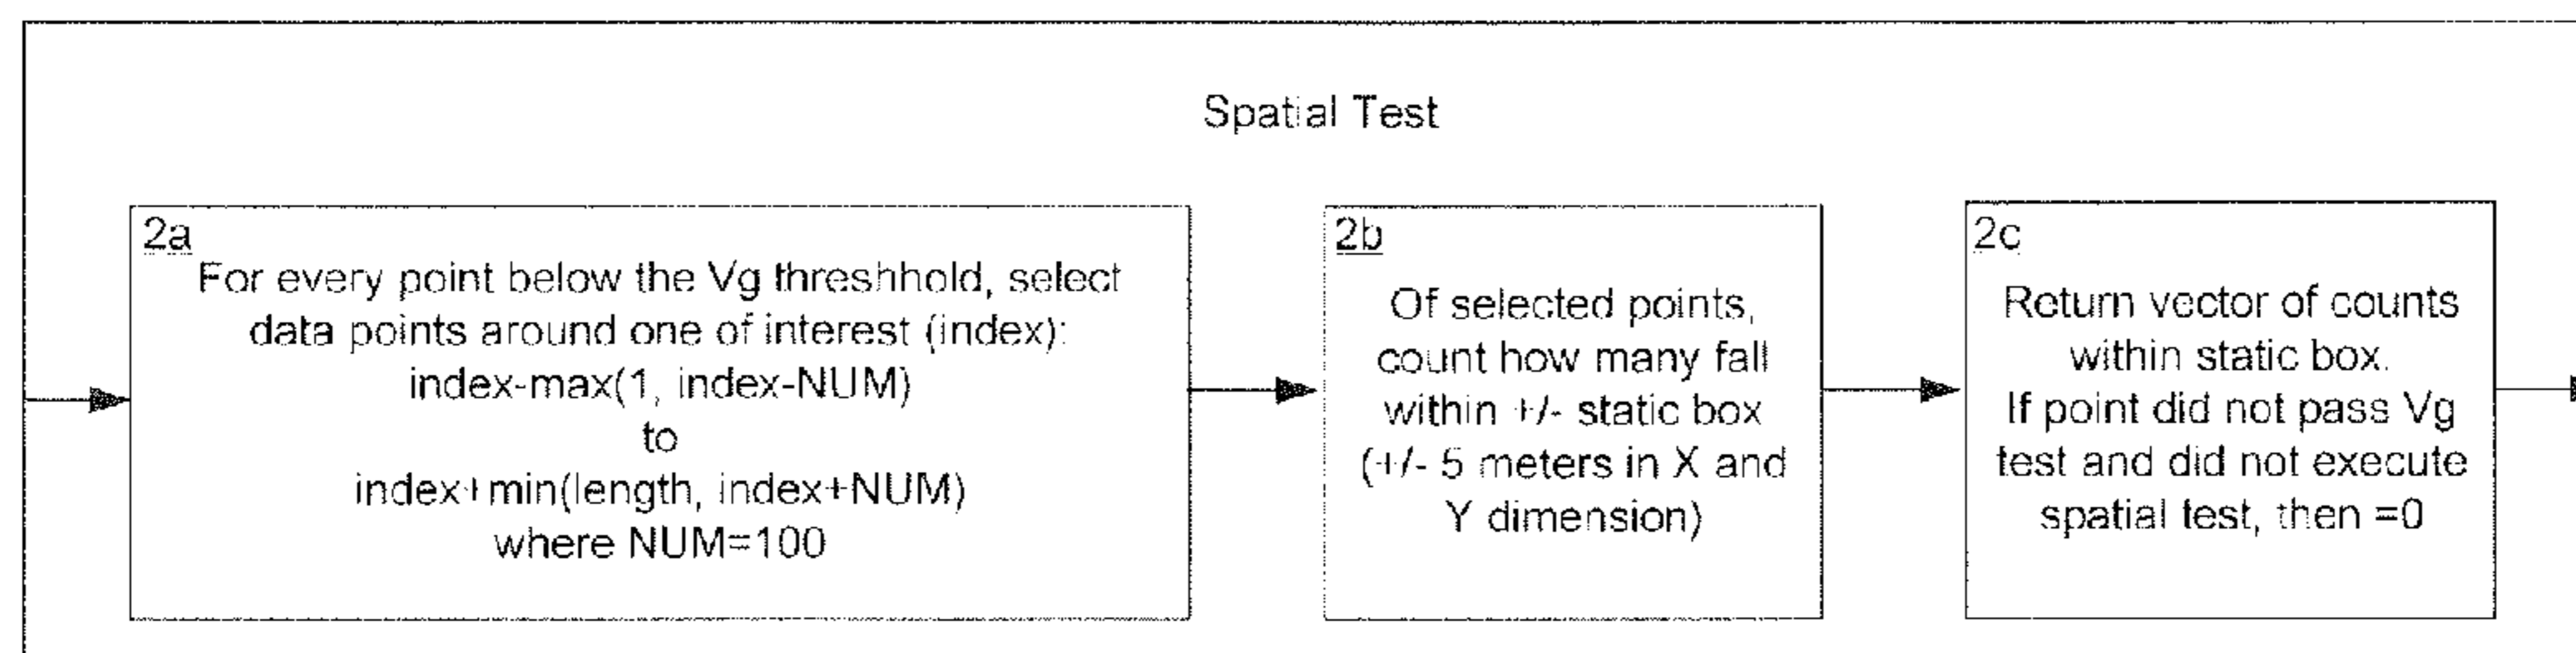 Spatial Test
2a
For every point below the Vg threshhold, select
data points around one of interest (index):
index-max(1, index-NUM)
to
index+min(length, index+NUM)
where NUM=100
2b
Of selected points,
count how many fall
within +/- static box
(+/- 5 meters in X and
Y dimension)
2c
Return vector of counts
within static box.
If point did not pass Vg
test and did not execute
spatial test, then =0